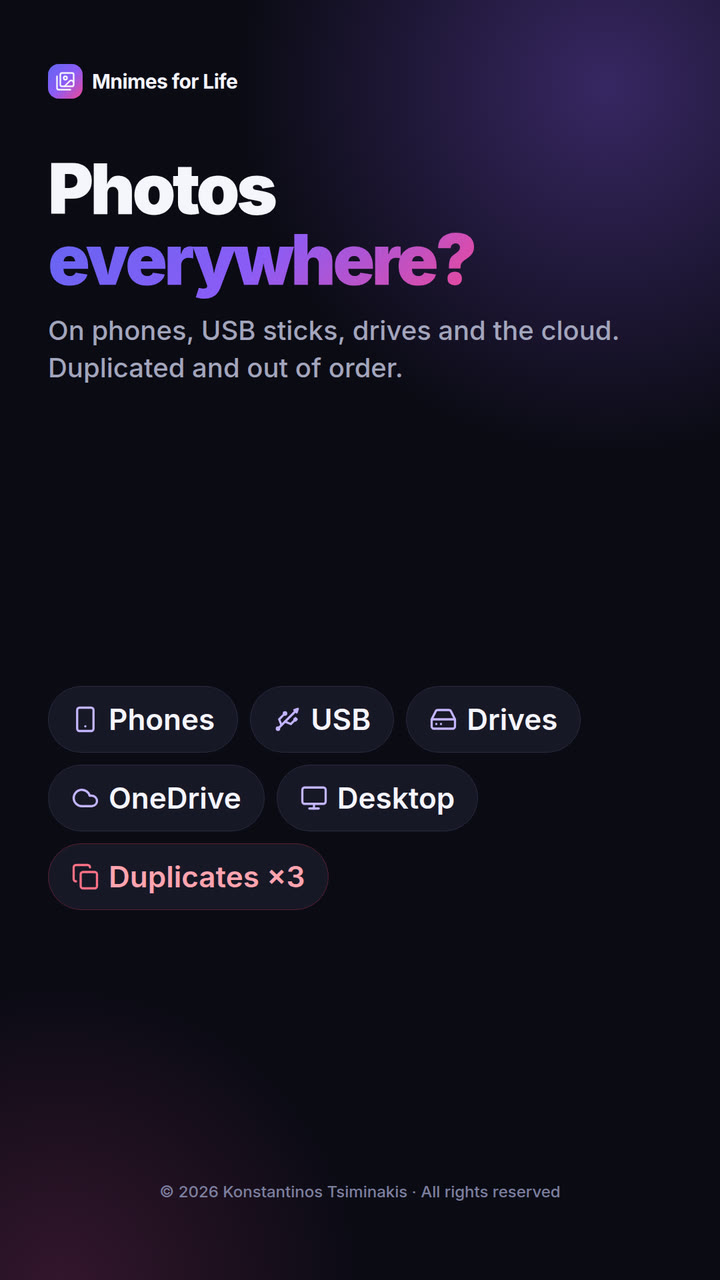 Mnimes for Life
Photos
everywhere?
On phones, USB sticks, drives and the cloud.
Duplicated and out of order.
Phones
USB
Drives
OneDrive
Desktop
Duplicates ×3
© 2026 Konstantinos Tsiminakis · All rights reserved